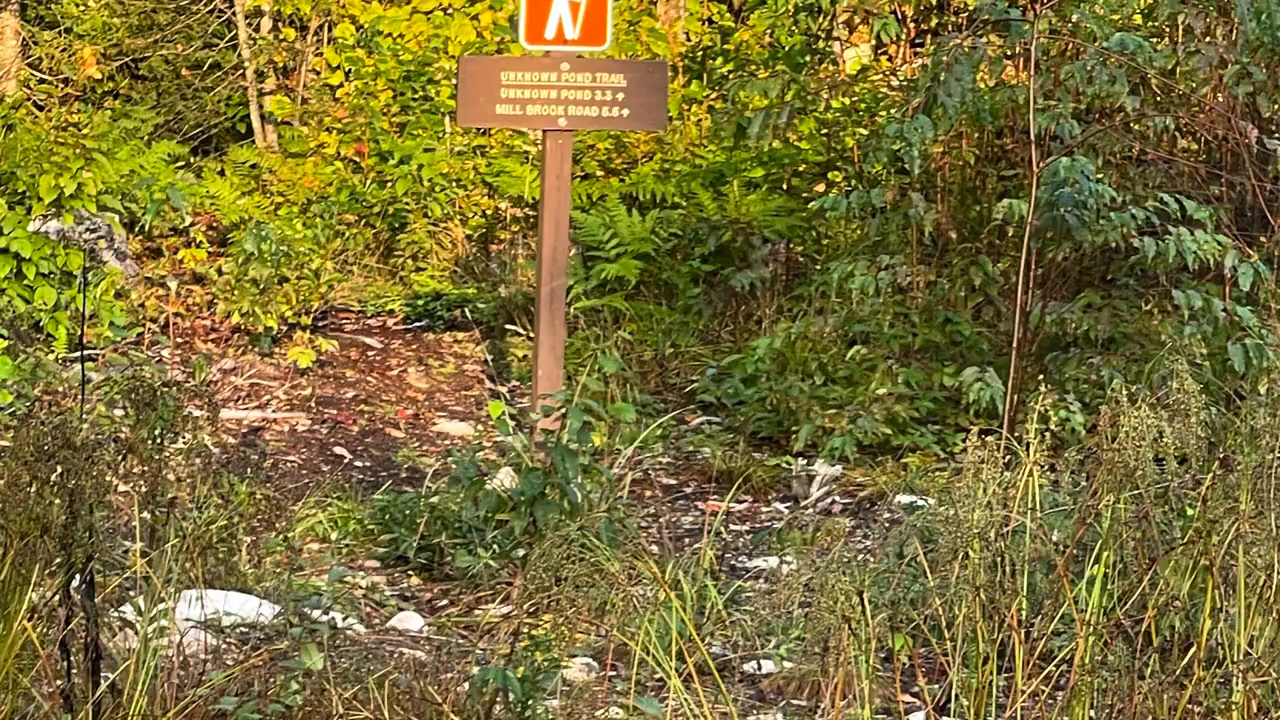 UNKNOWN POND TRAIL
UNKNOWN POND 3.3 ↑
MILL BROOK ROAD 5.5 ↑